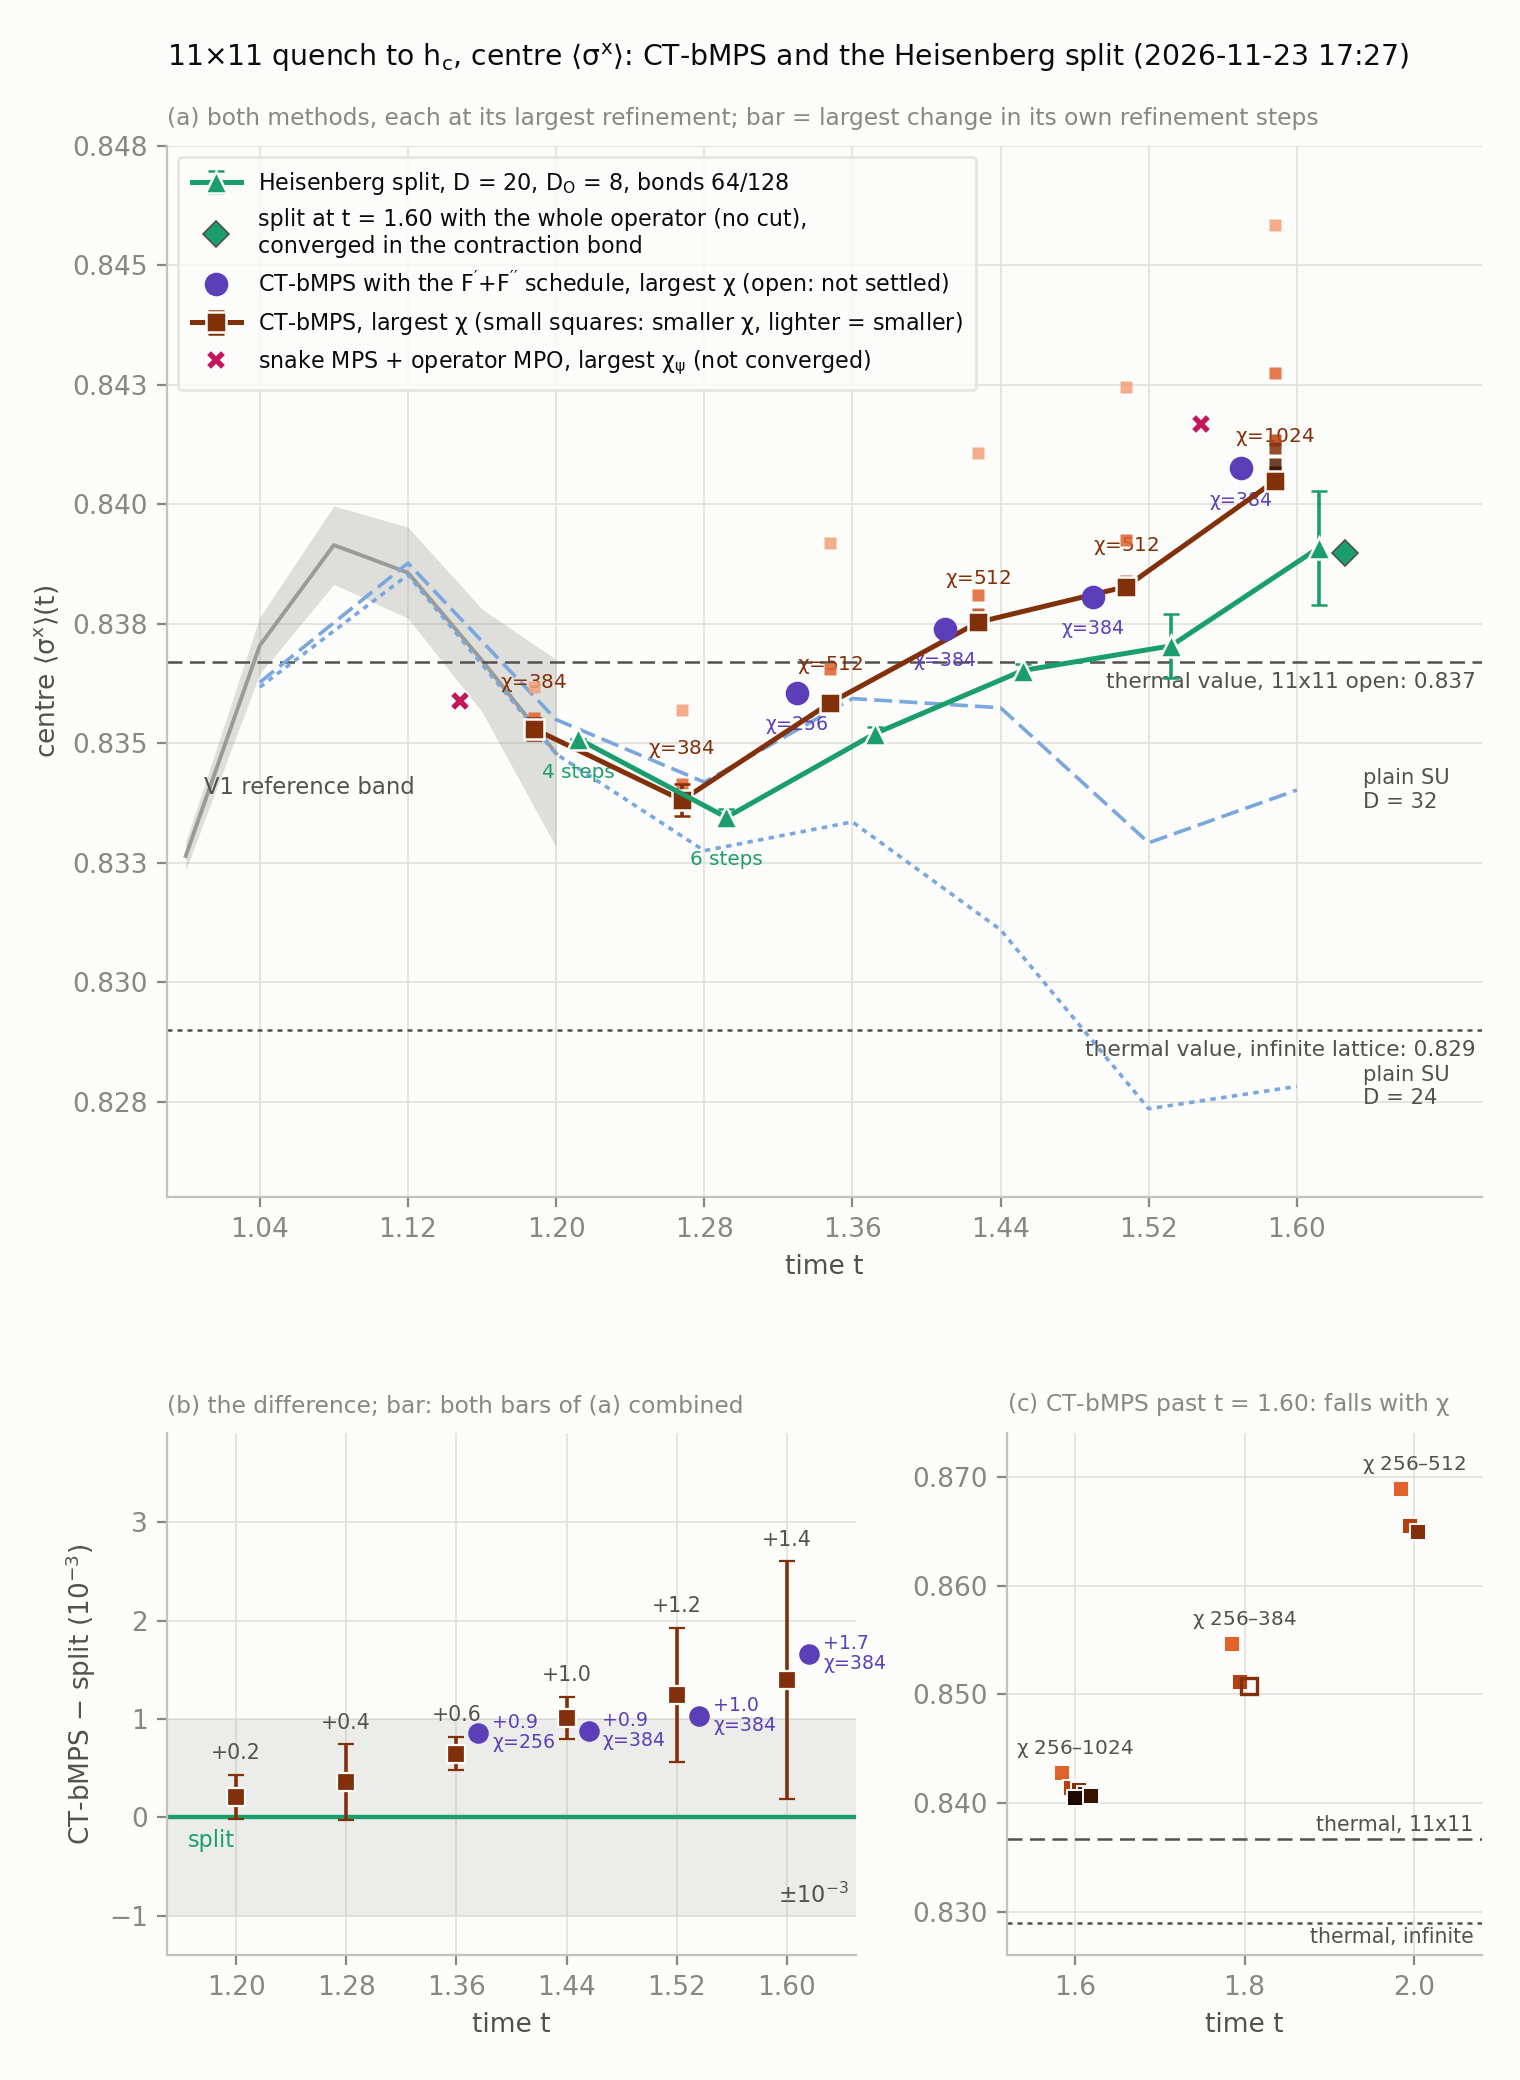 11×11 quench to h_c, centre ⟨σ^x⟩: CT-bMPS and the Heisenberg split (2026-11-23 17:27)
(a) both methods, each at its largest refinement; bar = largest change in its own refinement steps
Heisenberg split, D = 20, D_O = 8, bonds 64/128
split at t = 1.60 with the whole operator (no cut),
converged in the contraction bond
CT-bMPS with the F′+F′′ schedule, largest χ (open: not settled)
CT-bMPS, largest χ (small squares: smaller χ, lighter = smaller)
snake MPS + operator MPO, largest χ_ψ (not converged)
0.848
0.845
0.843
0.840
0.838
0.835
0.833
0.830
0.828
centre ⟨σ^x⟩(t)
χ=1024
χ=384
χ=512
χ=512
χ=384
χ=512
χ=384
χ=384
χ=256
χ=384
thermal value, 11x11 open: 0.837
4 steps
V1 reference band
plain SU
D = 32
6 steps
thermal value, infinite lattice: 0.829
plain SU
D = 24
1.04
1.12
1.20
1.28
1.36
1.44
1.52
1.60
time t
(b) the difference; bar: both bars of (a) combined
3
2
1
0
−1
CT-bMPS − split (10^−3)
+0.2
+0.4
+0.6
+0.9
χ=256
+1.0
+0.9
χ=384
+1.2
+1.0
χ=384
+1.4
+1.7
χ=384
split
±10^−3
1.20
1.28
1.36
1.44
1.52
1.60
time t
(c) CT-bMPS past t = 1.60: falls with χ
0.870
0.860
0.850
0.840
0.830
χ 256–512
χ 256–384
χ 256–1024
thermal, 11x11
thermal, infinite
1.6
1.8
2.0
time t